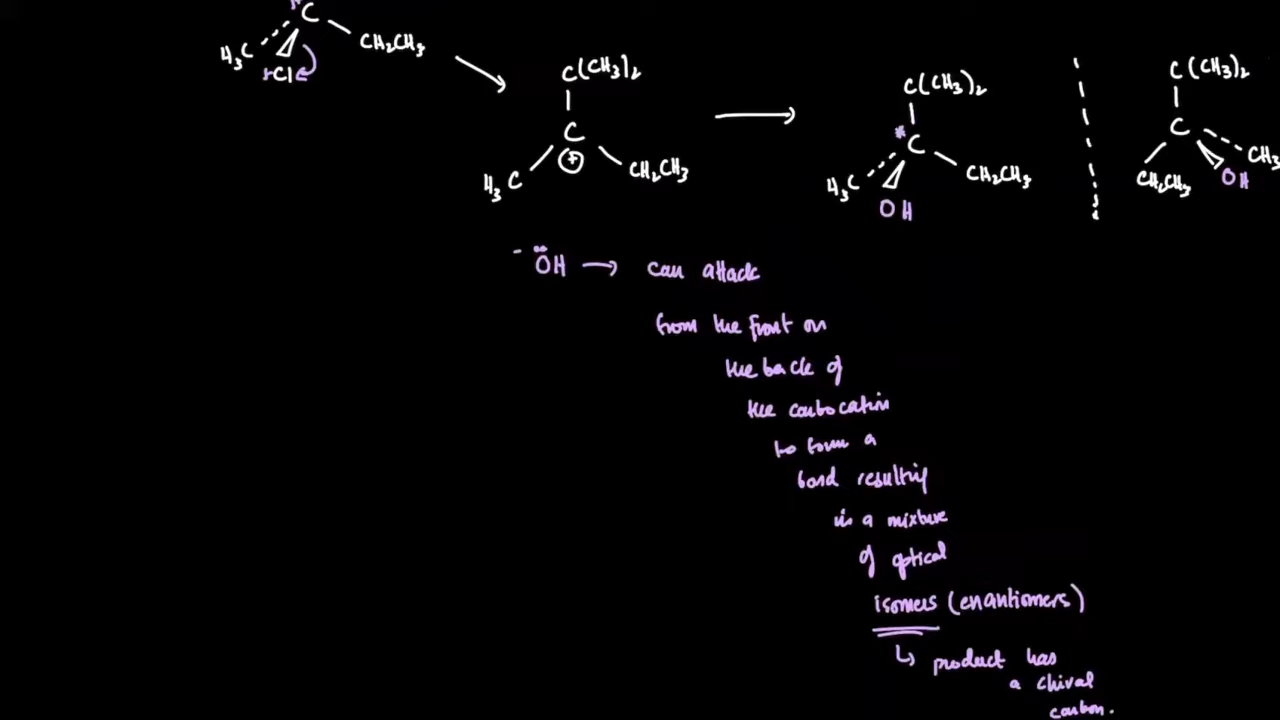 * C
H₃C CH₂CH₃
Cl
C(CH₃)₂
C
+
H₃C CH₂CH₃
C(CH₃)₂
* C
H₃C CH₂CH₃
OH
C(CH₃)₂
C
CH₃
CH₂CH₃ OH
⁻ÖH → can attack
from the front or
the back of
the carbocation
to form a
bond resulting
in a mixture
of optical
isomers (enantiomers)
↳ product has
a chiral
carbon.